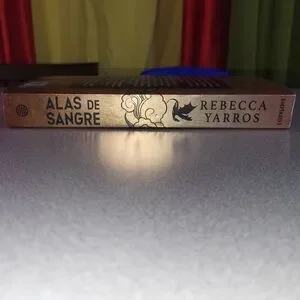 ALAS DE
SANGRE
REBECCA
YARROS